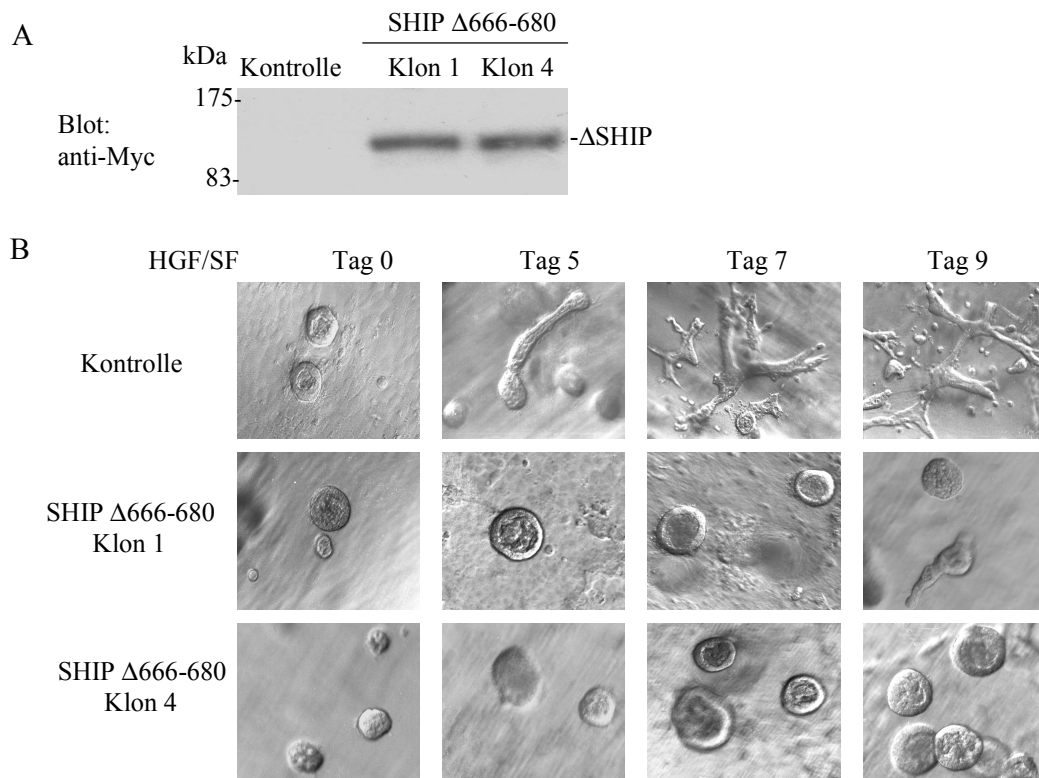 A
SHIP Δ666-680
kDa
Kontrolle
Klon 1
Klon 4
175-
Blot:
anti-Myc
-ΔSHIP
83-
B
HGF/SF
Tag 0
Tag 5
Tag 7
Tag 9
Kontrolle
SHIP Δ666-680
Klon 1
SHIP Δ666-680
Klon 4